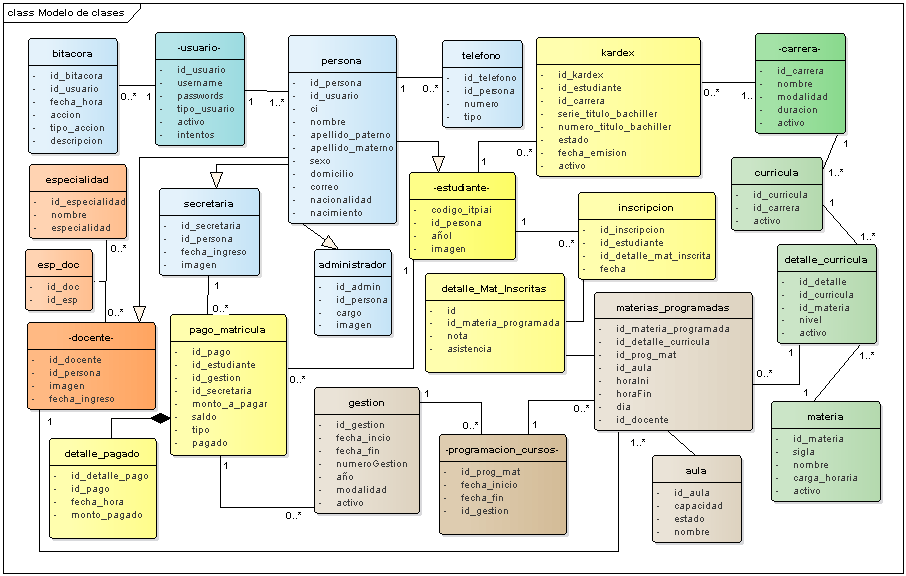 class Modelo de clases
bitacora
- id_bitacora
- id_usuario
- fecha_hora
- accion
- tipo_accion
- descripcion
0..*
1
-usuario-
- id_usuario
- username
- passwords
- tipo_usuario
- activo
- intentos
1
1..*
persona
- id_persona
- id_usuario
- ci
- nombre
- apellido_paterno
- apellido_materno
- sexo
- domicilio
- correo
- nacionalidad
- nacimiento
1
0..*
telefono
- id_telefono
- id_persona
- numero
- tipo
kardex
- id_kardex
- id_estudiante
- id_carrera
- serie_titulo_bachiller
- numero_titulo_bachiller
- estado
- fecha_emision
- activo
0..*
1..
1
0..*
-carrera-
- id_carrera
- nombre
- modalidad
- duracion
- activo
1
1..*
especialidad
- id_especialidad
- nombre
- especialidad
0..*
esp_doc
- id_doc
- id_esp
0..*
secretaria
- id_secretaria
- id_persona
- fecha_ingreso
- imagen
1
0..*
administrador
- id_admin
- id_persona
- cargo
- imagen
-estudiante-
- codigo_itpiai
- id_persona
- añol
- imagen
1
0..*
1
inscripcion
- id_inscripcion
- id_estudiante
- id_detalle_mat_inscrita
- fecha
curricula
- id_curricula
- id_carrera
- activo
1
1..*
detalle_curricula
- id_detalle
- id_curricula
- id_materia
- nivel
- activo
1
1..*
detalle_Mat_Inscritas
- id
- id_materia_programada
- nota
- asistencia
materias_programadas
- id_materia_programada
- id_detalle_curricula
- id_prog_mat
- id_aula
- horaIni
- horaFin
- dia
- id_docente
0..*
0..*
1..*
-docente-
- id_docente
- id_persona
- imagen
- fecha_ingreso
1
pago_matricula
- id_pago
- id_estudiante
- id_gestion
- id_secretaria
- monto_a_pagar
- saldo
- tipo
- pagado
0..*
1
0..*
gestion
- id_gestion
- fecha_incio
- fecha_fin
- numeroGestion
- año
- modalidad
- activo
1
0..*
1
-programacion_cursos-
- id_prog_mat
- fecha_inicio
- fecha_fin
- id_gestion
detalle_pagado
- id_detalle_pago
- id_pago
- fecha_hora
- monto_pagado
aula
- id_aula
- capacidad
- estado
- nombre
1
materia
- id_materia
- sigla
- nombre
- carga_horaria
- activo